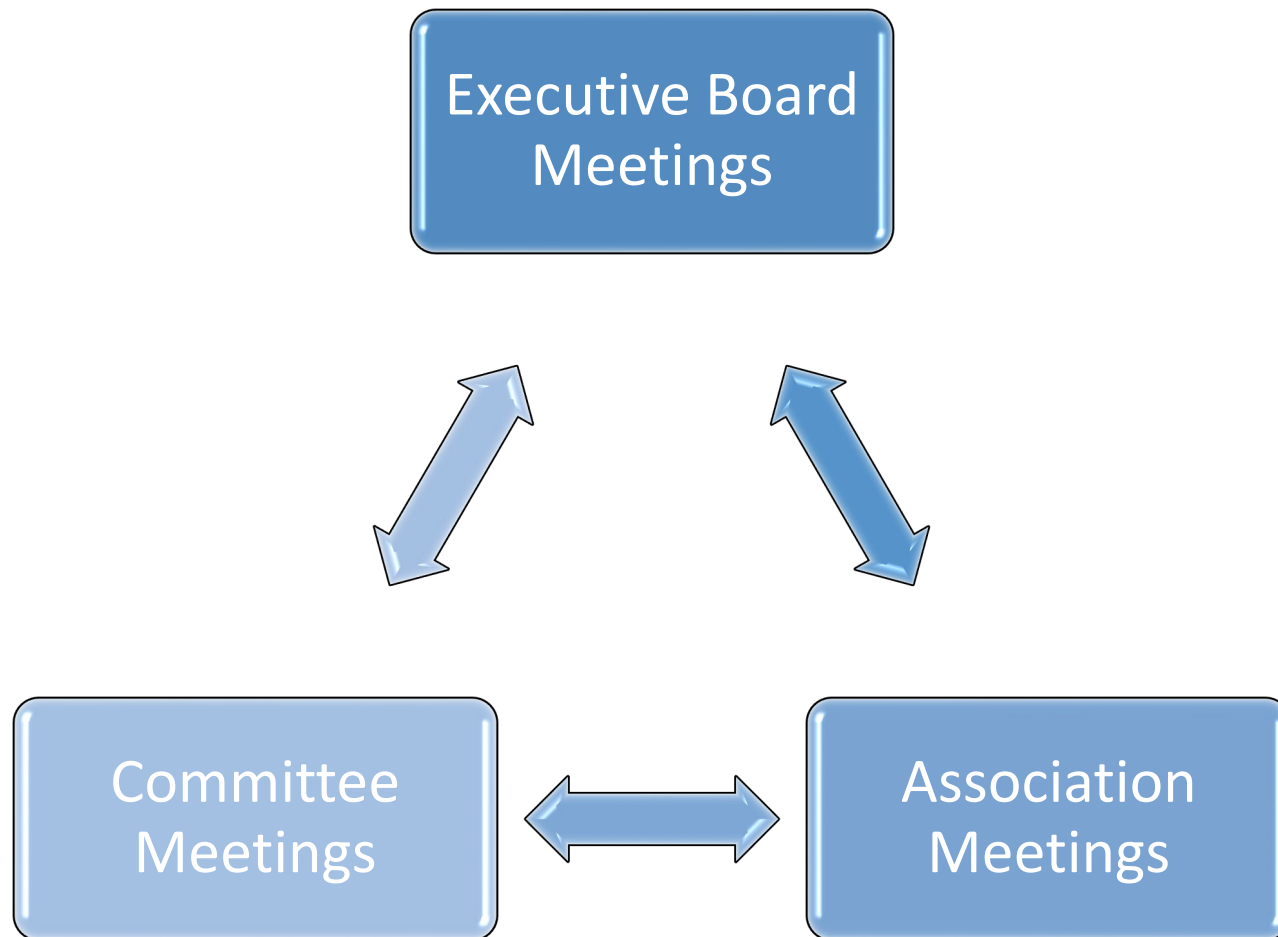 Executive Board
Meetings
Committee
Meetings
Association
Meetings